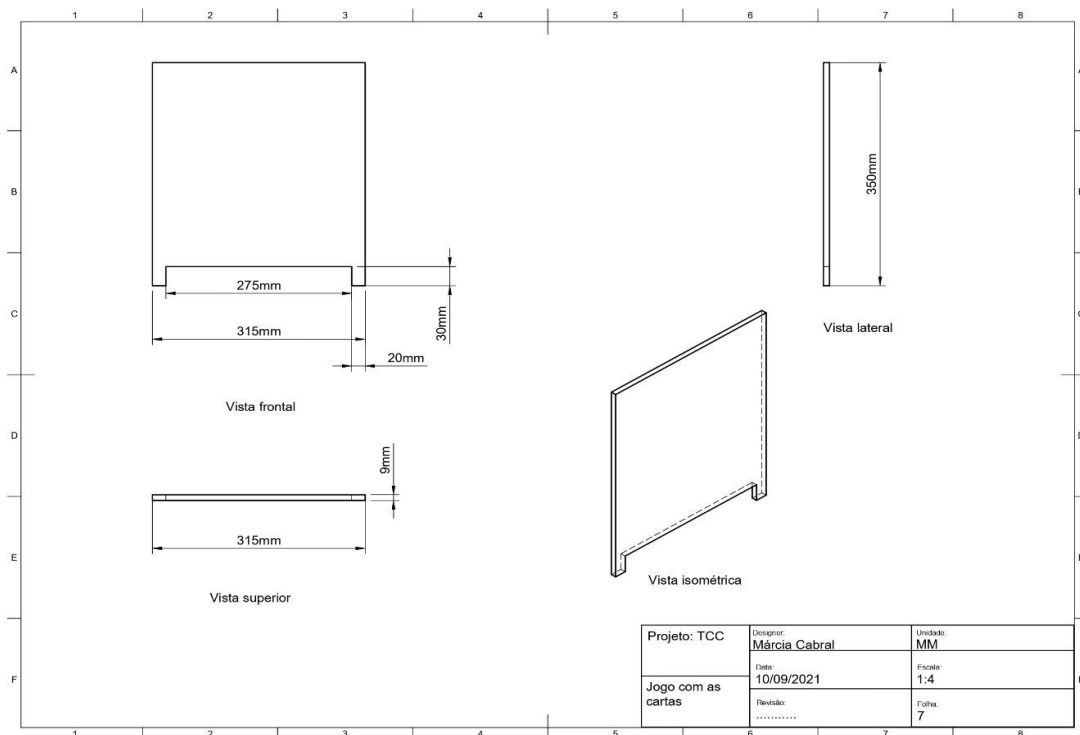 1 2 3 4 5 6 7 8
A
A
350mm
B
275mm
30mm
315mm
C
Vista lateral
20mm
Vista frontal
D
9mm
315mm
E
Vista isométrica
Vista superior
Projeto: TCC
Designer:
Márcia Cabral
Unidade:
MM
Data:
10/09/2021
Escala:
1:4
Jogo com as
cartas
Revisão:
...........
Folha:
7
F
1 2 3 4 5 6 7 8